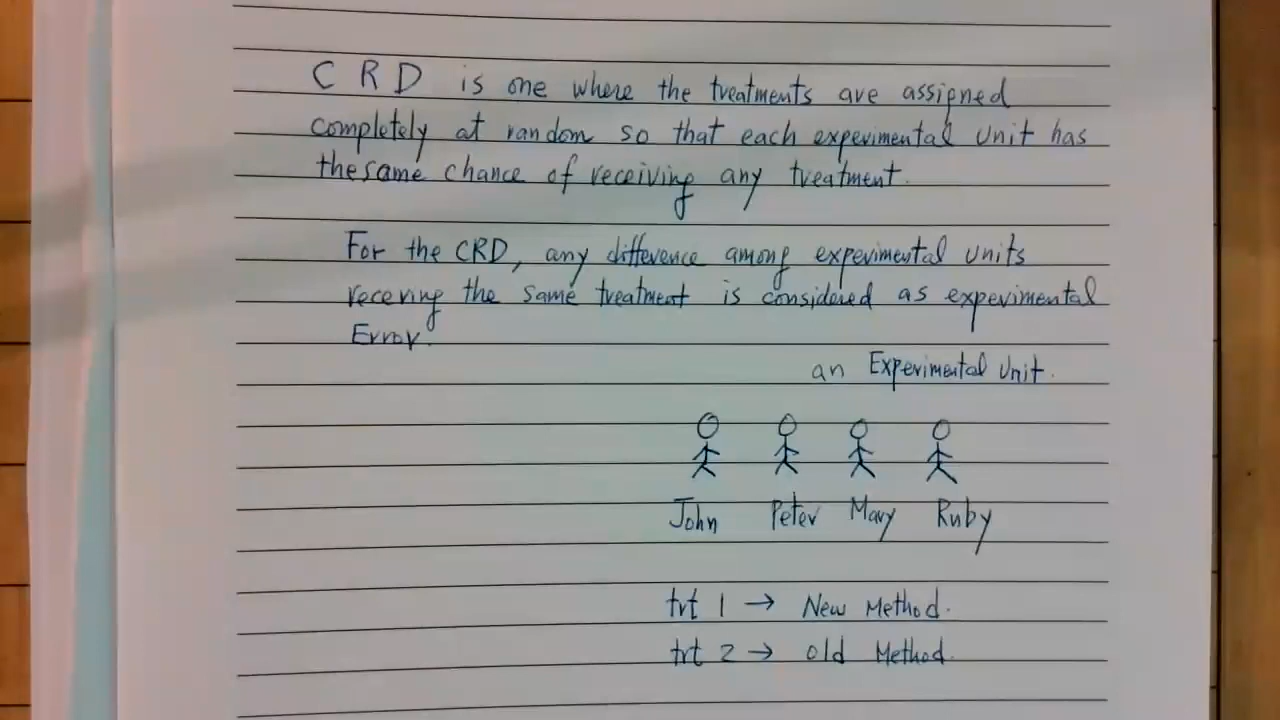 C R D is one where the treatments are assigned
completely at random so that each experimental unit has
the same chance of receiving any treatment.
For the CRD, any difference among experimental units
receving the same treatment is considered as experimental
Error.
an Experimental Unit.
John Peter Mary Ruby
trt 1 → New Method.
trt 2 → old Method.